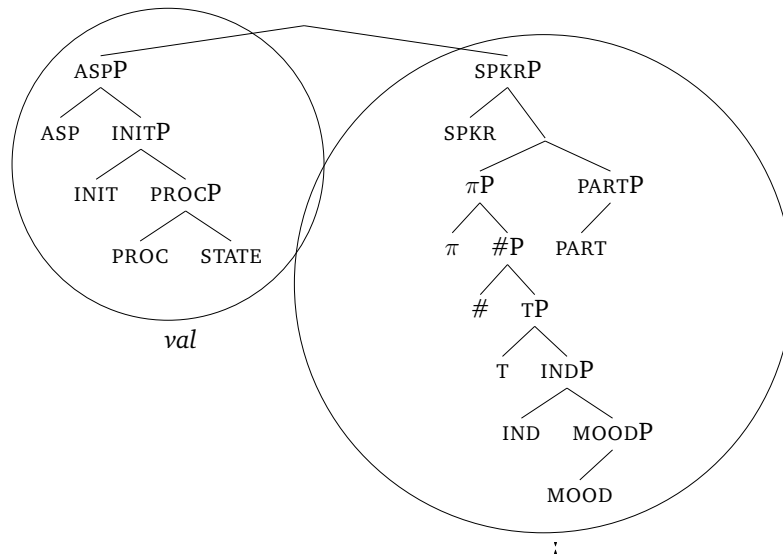 ASPP SPKRP
ASP INITP SPKR
INIT PROCP πP PARTP
PROC STATE π #P PART
# TP
val
T INDP
IND MOODP
MOOD